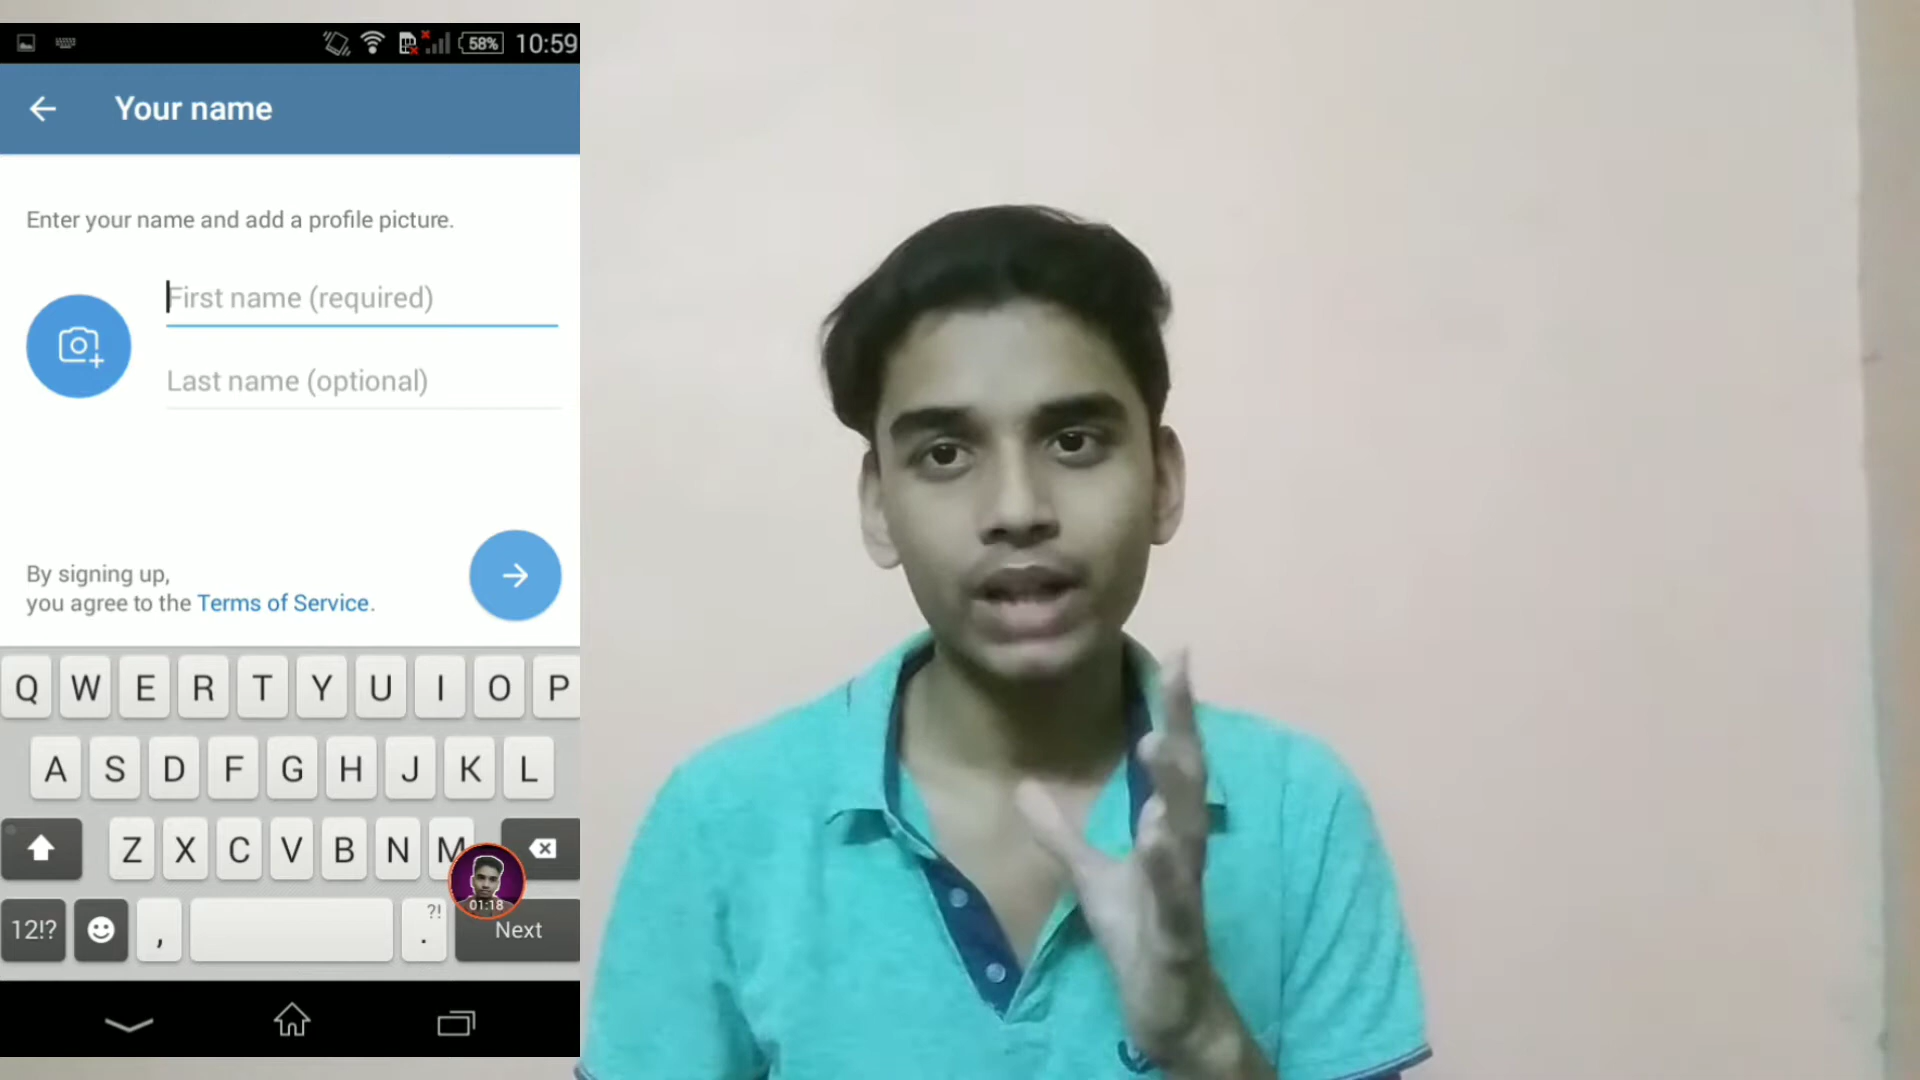 58% 10:59
Your name
Enter your name and add a profile picture.
First name (required)
Last name (optional)
By signing up,
you agree to the Terms of Service.
Q W E R T Y U I O P
A S D F G H J K L
Z X C V B N M
01:18
12!? , ?! . Next